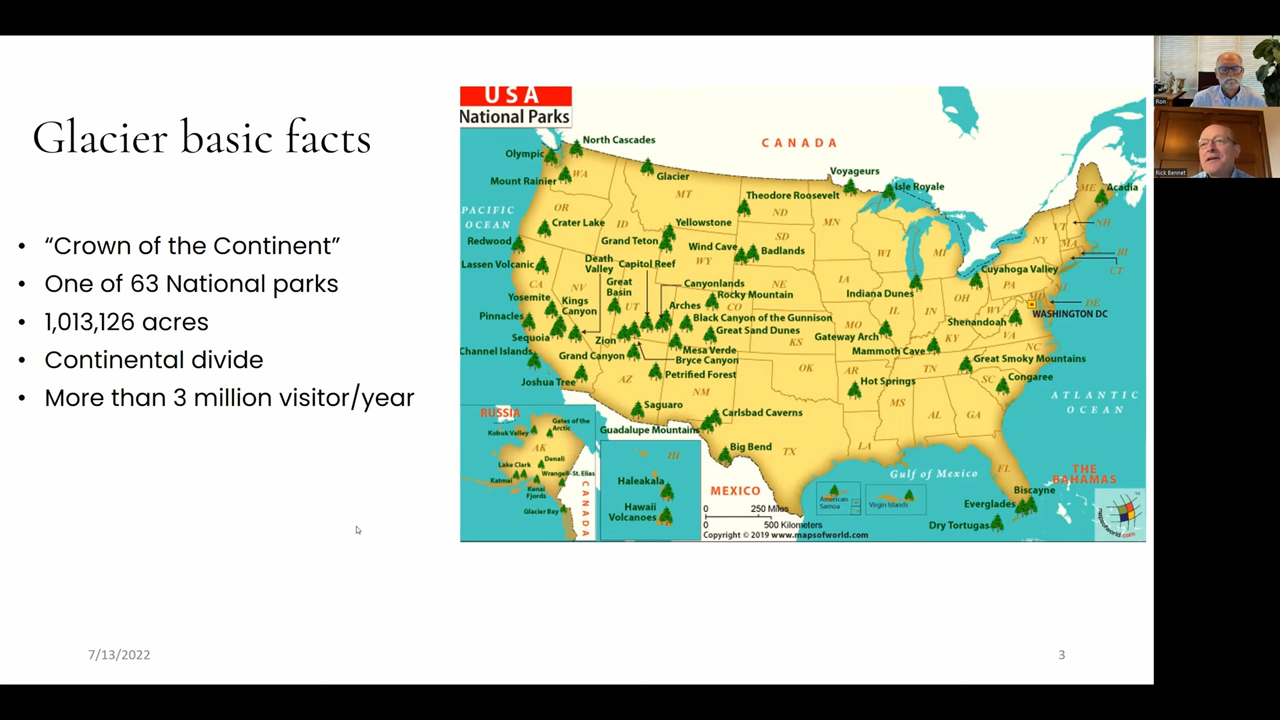 Glacier basic facts
• “Crown of the Continent”
• One of 63 National parks
• 1,013,126 acres
• Continental divide
• More than 3 million visitor/year
USA
National Parks
CANADA
North Cascades
Olympic
Mount Rainier
WA
Glacier
MT
Voyageurs
Isle Royale
ME
Acadia
PACIFIC
OCEAN
OR
Crater Lake
ID
Theodore Roosevelt
ND
MN
VT
NH
Redwood
Yellowstone
Grand Teton
WY
Wind Cave
SD
Badlands
WI
MI
NY
MA
RI
CT
Lassen Volcanic
Death
Valley
Capitol Reef
CA
NV
Great
Basin
UT
Canyonlands
Rocky Mountain
NE
IA
Indiana Dunes
Cuyahoga Valley
PA
NJ
Yosemite
Kings
Canyon
Arches
CO
IL
IN
OH
DE
WASHINGTON DC
Pinnacles
Black Canyon of the Gunnison
Great Sand Dunes
MO
WV
Shenandoah
Sequoia
Zion
KS
Gateway Arch
KY
VA
Channel Islands
Grand Canyon
Mesa Verde
Bryce Canyon
Mammoth Cave
NC
Great Smoky Mountains
Joshua Tree
AZ
Petrified Forest
NM
OK
AR
TN
SC
Congaree
Hot Springs
MS
AL
GA
ATLANTIC
OCEAN
Saguaro
Carlsbad Caverns
Guadalupe Mountains
Big Bend
TX
LA
FL
RUSSIA
Kobuk Valley
Gates of the
Arctic
AK
Denali
Lake Clark
Wrangell-St. Elias
Katmai
Kenai
Fjords
Glacier Bay
CANADA
HI
Haleakala
Hawaii
Volcanoes
MEXICO
0 250 Miles
0 500 Kilometers
Copyright © 2019 www.mapsofworld.com
Gulf of Mexico
American
Samoa
Virgin Islands
THE
BAHAMAS
Biscayne
Everglades
Dry Tortugas
mapsofworld.com
7/13/2022
3
Ron
Rick Bennet